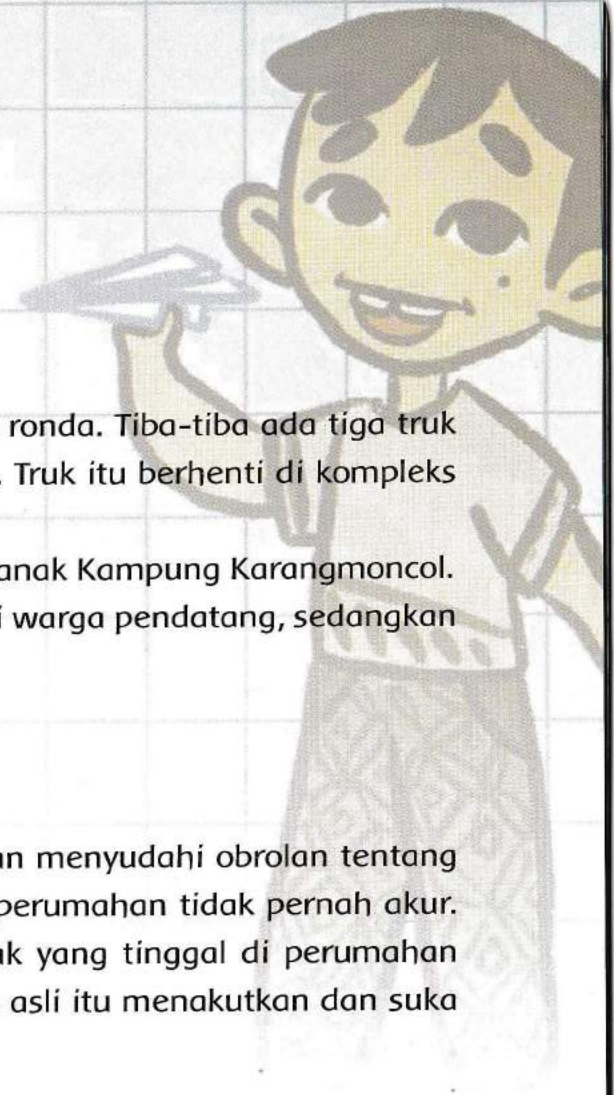 ronda. Tiba-tiba ada tiga truk
Truk itu berhenti di kompleks
anak Kampung Karangmoncol.
warga pendatang, sedangkan
menyudahi obrolan tentang
perumahan tidak pernah akur.
yang tinggal di perumahan
asli itu menakutkan dan suka